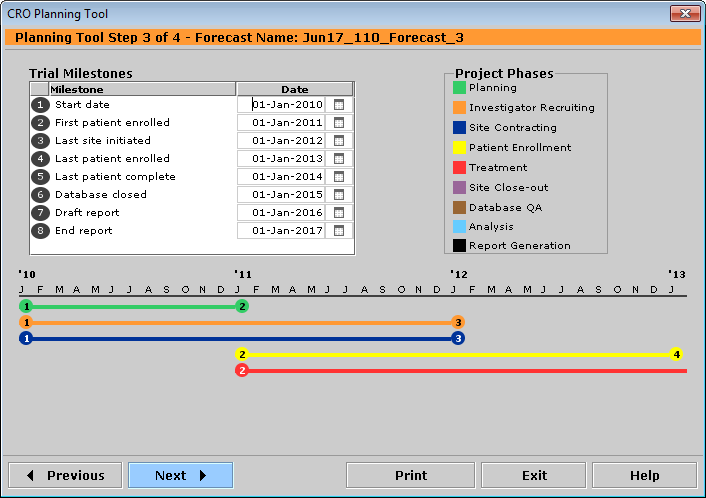 CRO Planning Tool
Planning Tool Step 3 of 4 - Forecast Name: Jun17_110_Forecast_3
Trial Milestones
Milestone Date
1 Start date 01-Jan-2010
2 First patient enrolled 01-Jan-2011
3 Last site initiated 01-Jan-2012
4 Last patient enrolled 01-Jan-2013
5 Last patient complete 01-Jan-2014
6 Database closed 01-Jan-2015
7 Draft report 01-Jan-2016
8 End report 01-Jan-2017
Project Phases
Planning
Investigator Recruiting
Site Contracting
Patient Enrollment
Treatment
Site Close-out
Database QA
Analysis
Report Generation
'10 '11 '12 '13
J F M A M J J A S O N D J F M A M J J A S O N D J F M A M J J A S O N D J
1 2
1 3
1 3
2 4
2
Previous Next Print Exit Help